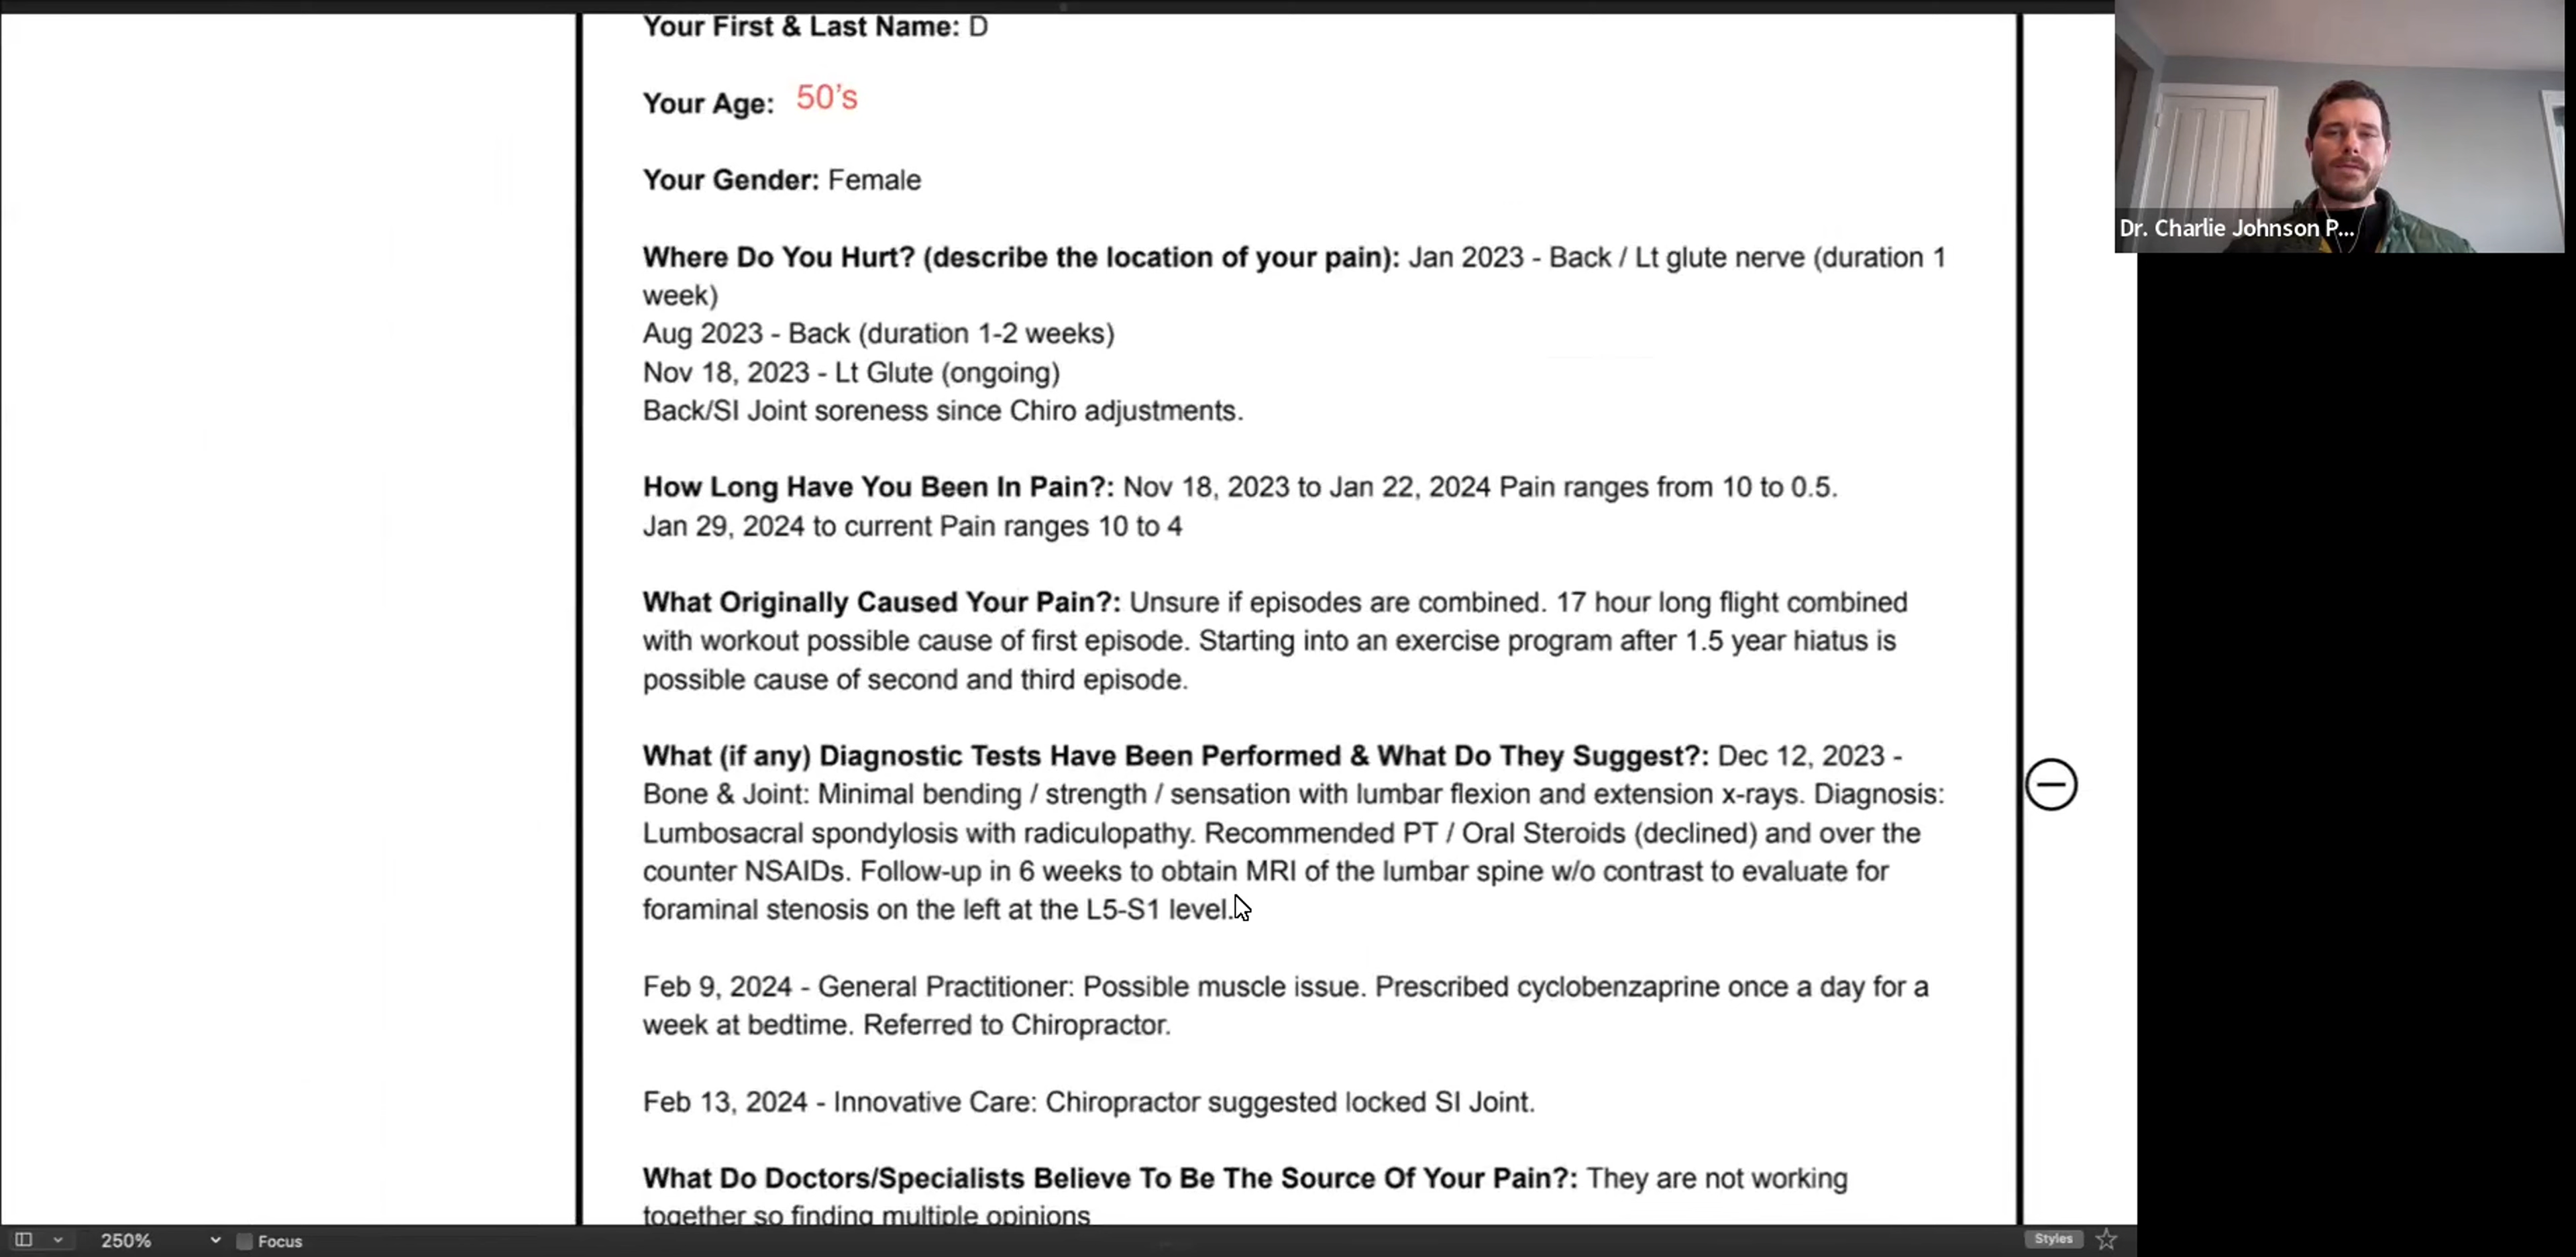 Your First & Last Name: D
Your Age: 50's
Your Gender: Female
Where Do You Hurt? (describe the location of your pain): Jan 2023 - Back / Lt glute nerve (duration 1
week)
Aug 2023 - Back (duration 1-2 weeks)
Nov 18, 2023 - Lt Glute (ongoing)
Back/SI Joint soreness since Chiro adjustments.
How Long Have You Been In Pain?: Nov 18, 2023 to Jan 22, 2024 Pain ranges from 10 to 0.5.
Jan 29, 2024 to current Pain ranges 10 to 4
What Originally Caused Your Pain?: Unsure if episodes are combined. 17 hour long flight combined
with workout possible cause of first episode. Starting into an exercise program after 1.5 year hiatus is
possible cause of second and third episode.
What (if any) Diagnostic Tests Have Been Performed & What Do They Suggest?: Dec 12, 2023 -
Bone & Joint: Minimal bending / strength / sensation with lumbar flexion and extension x-rays. Diagnosis:
Lumbosacral spondylosis with radiculopathy. Recommended PT / Oral Steroids (declined) and over the
counter NSAIDs. Follow-up in 6 weeks to obtain MRI of the lumbar spine w/o contrast to evaluate for
foraminal stenosis on the left at the L5-S1 level.
Feb 9, 2024 - General Practitioner: Possible muscle issue. Prescribed cyclobenzaprine once a day for a
week at bedtime. Referred to Chiropractor.
Feb 13, 2024 - Innovative Care: Chiropractor suggested locked SI Joint.
What Do Doctors/Specialists Believe To Be The Source Of Your Pain?: They are not working
together so finding multiple opinions
Dr. Charlie Johnson P...
250%
Focus
Styles